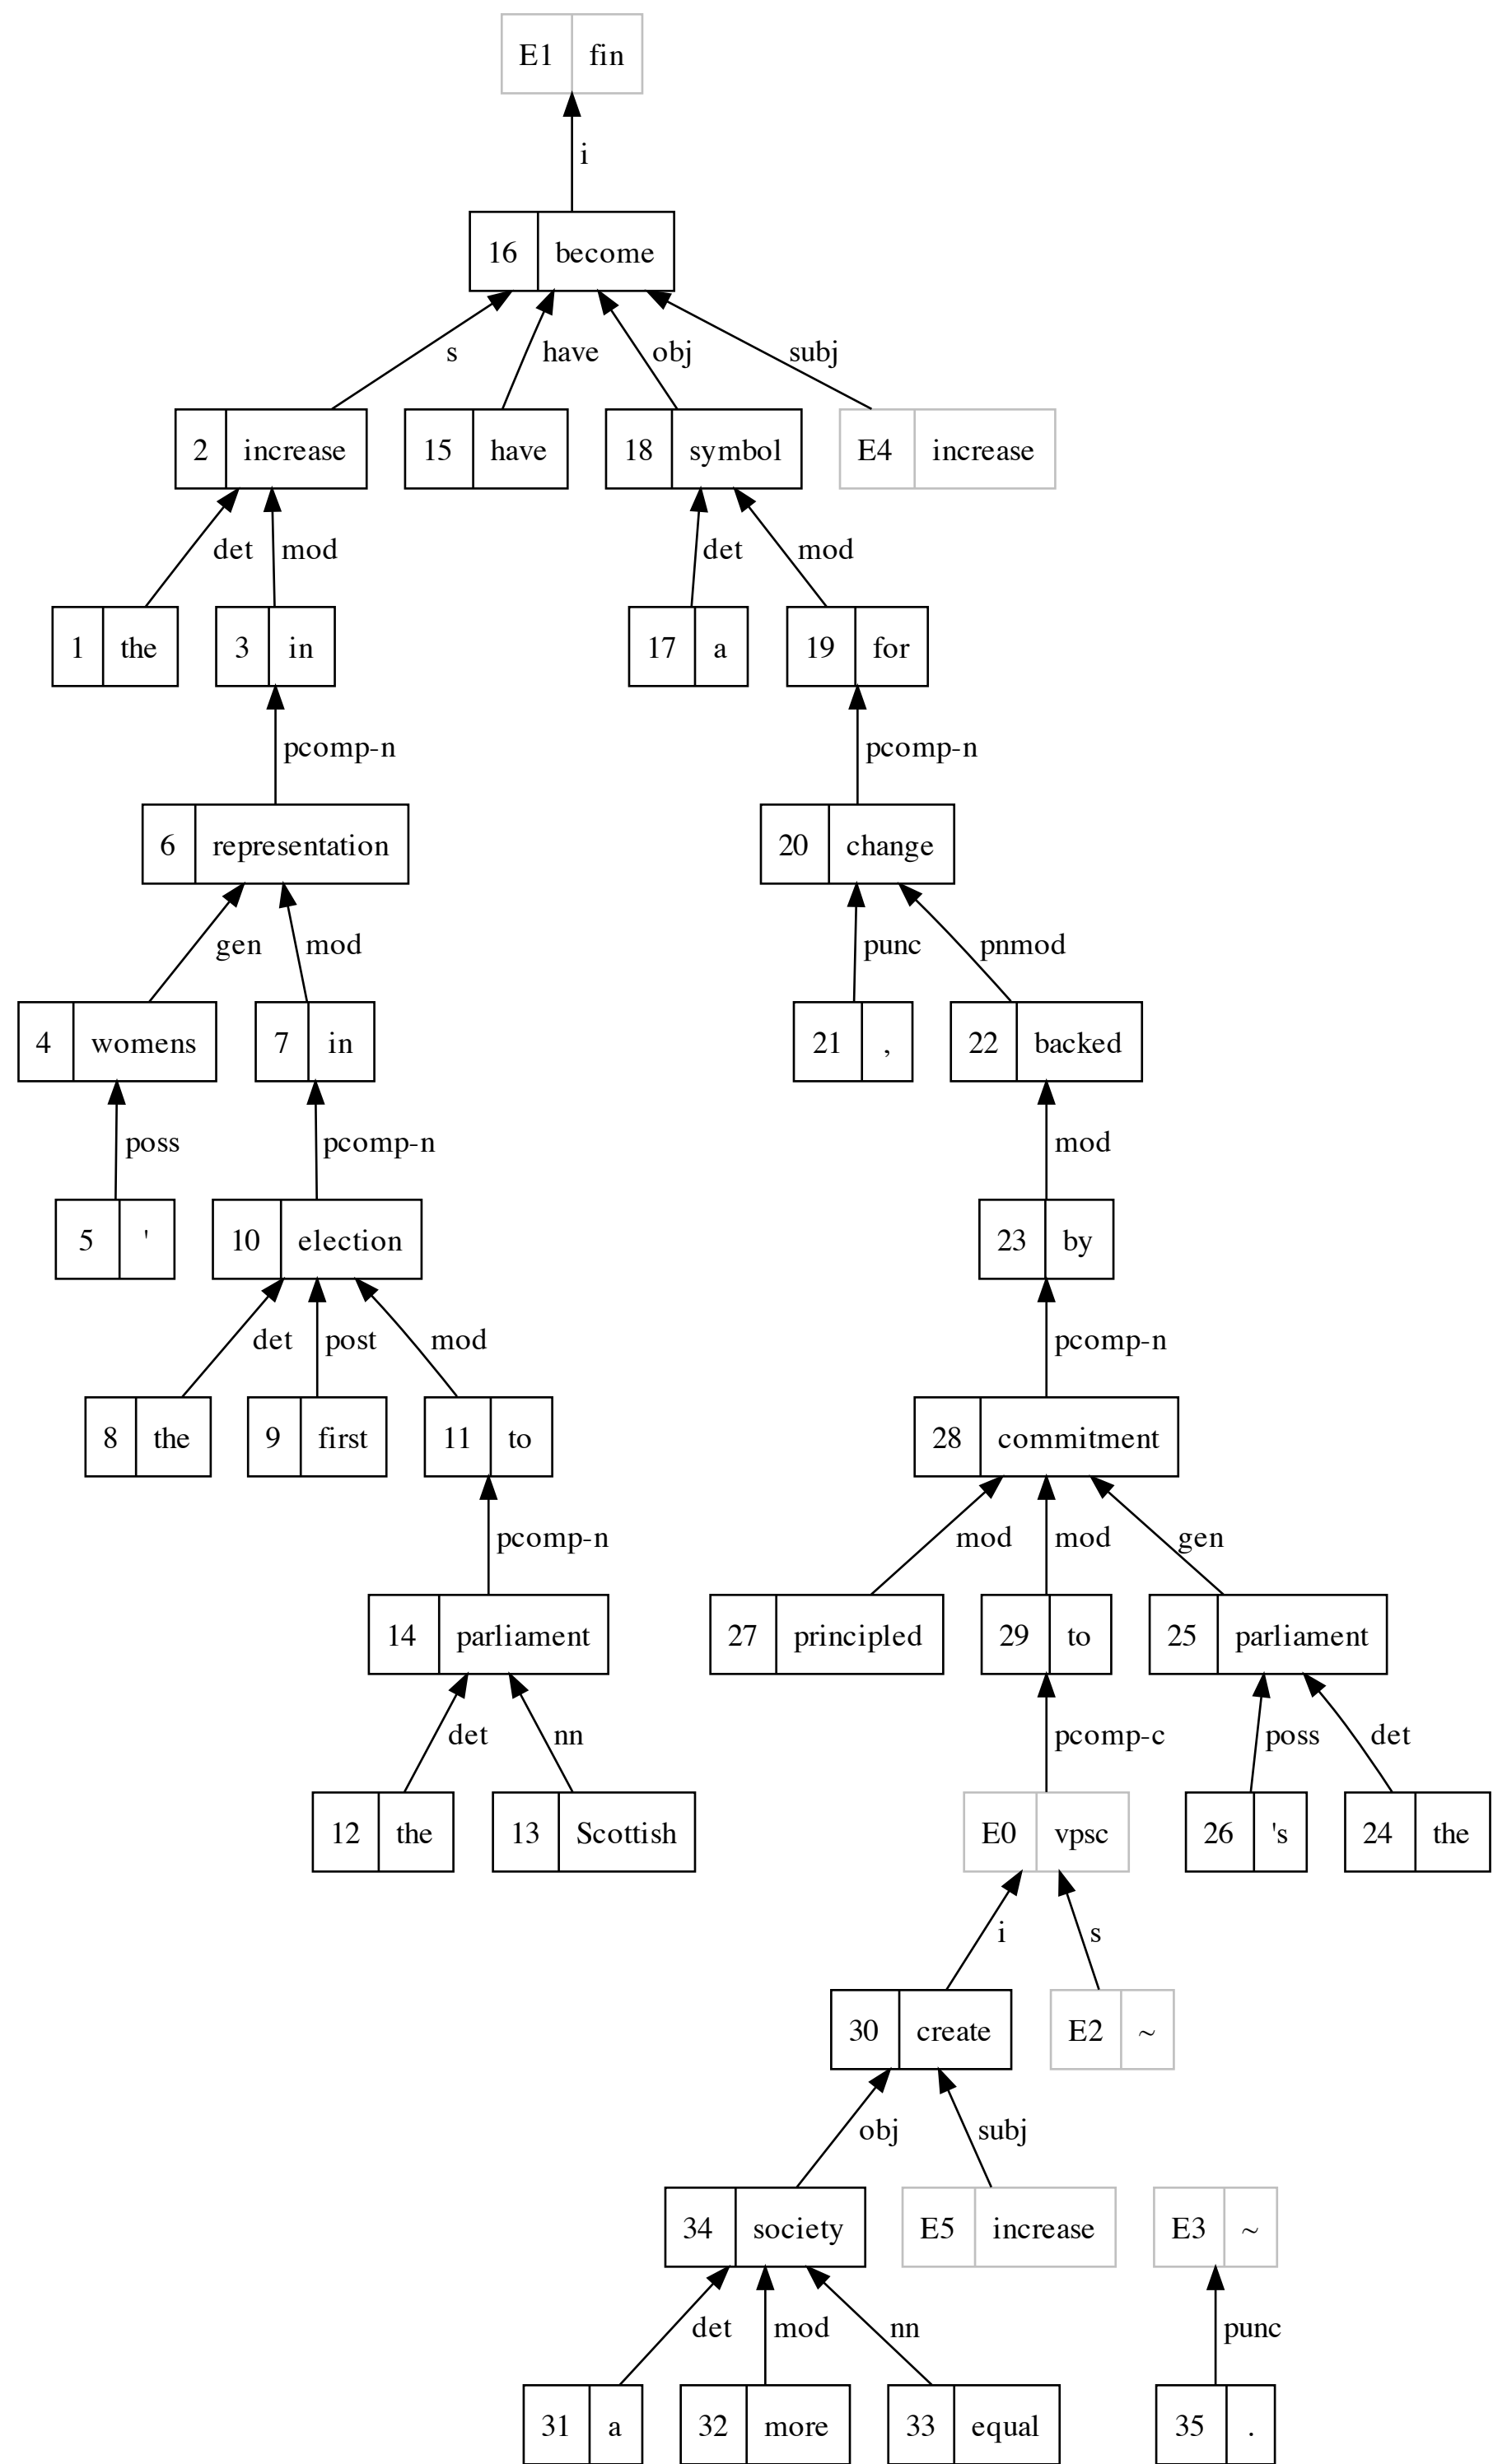 E1 fin
i
16 become
s have obj subj
2 increase 15 have 18 symbol E4 increase
det mod det mod
1 the 3 in 17 a 19 for
pcomp-n pcomp-n
6 representation 20 change
gen mod punc pnmod
4 womens 7 in 21 , 22 backed
poss pcomp-n mod
5 ' 10 election 23 by
det post mod pcomp-n
8 the 9 first 11 to 28 commitment
pcomp-n mod mod gen
14 parliament 27 principled 29 to 25 parliament
det nn pcomp-c poss det
12 the 13 Scottish E0 vpsc 26 's 24 the
i s
30 create E2 ~
obj subj
34 society E5 increase E3 ~
det mod nn punc
31 a 32 more 33 equal 35 .